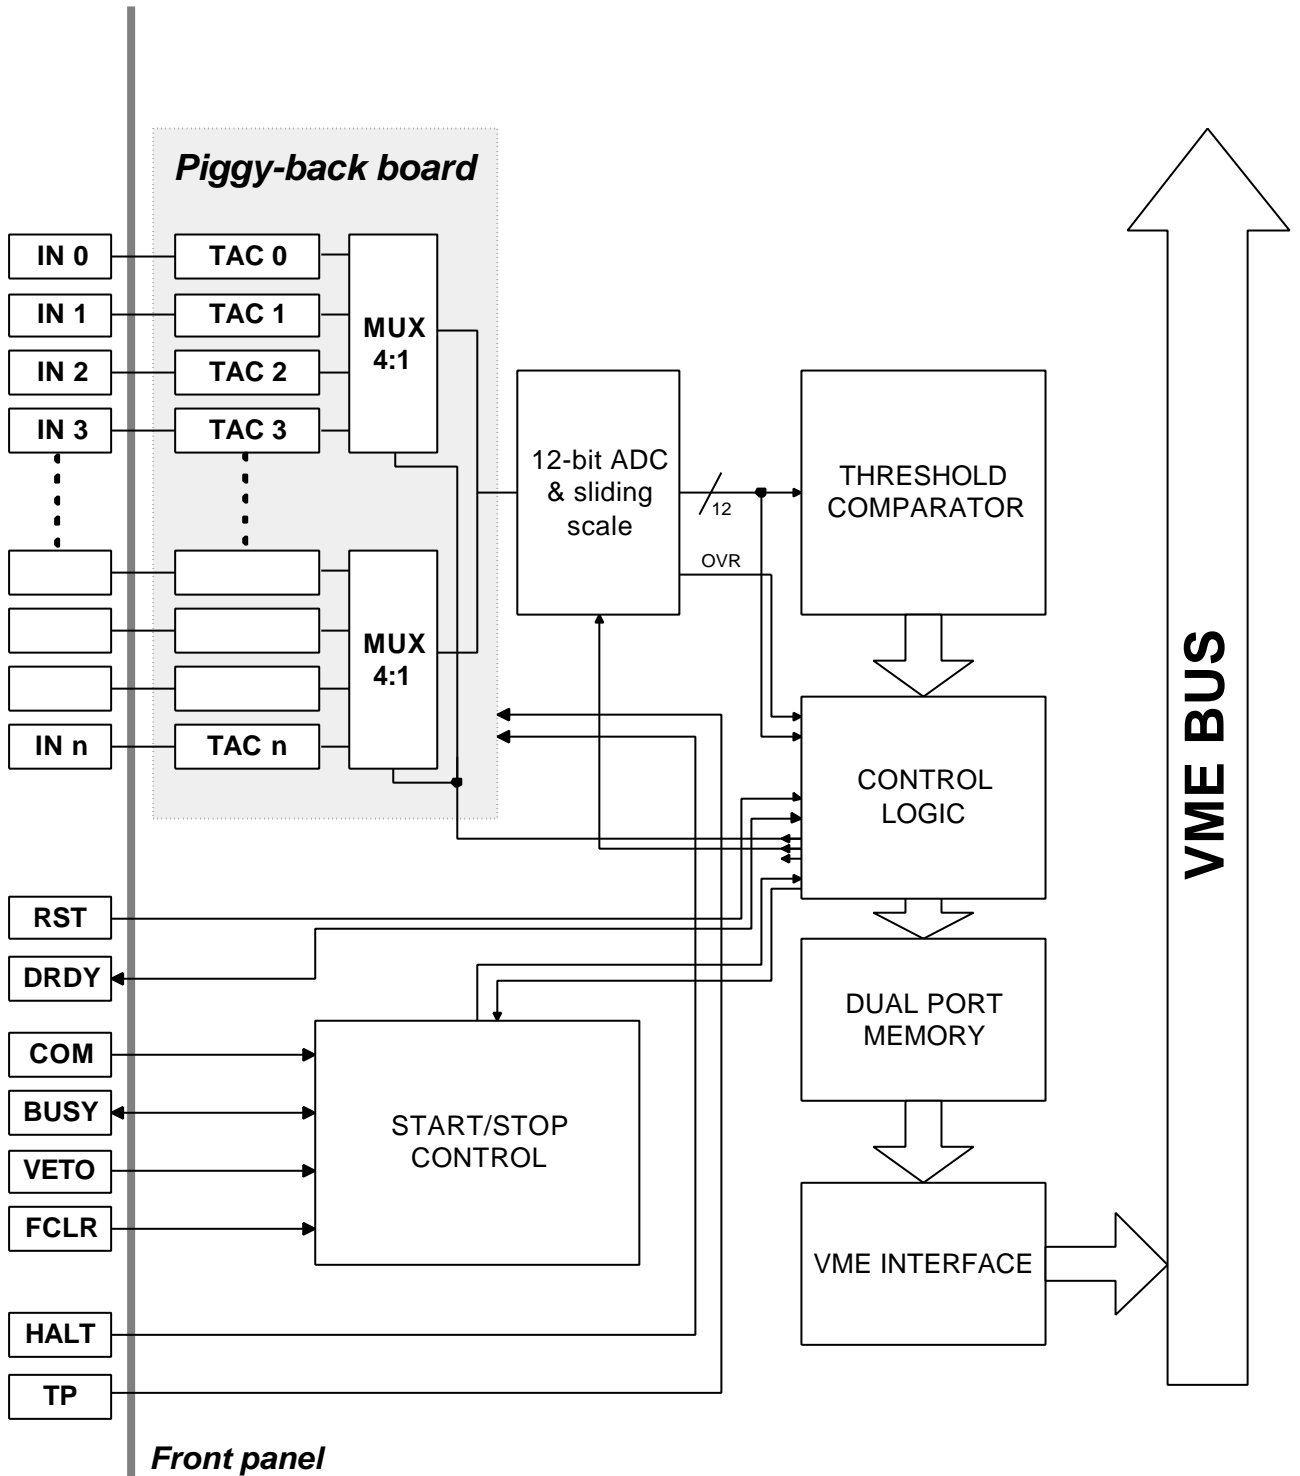 Piggy-back board
IN 0
TAC 0
IN 1
TAC 1
IN 2
TAC 2
IN 3
TAC 3
MUX
4:1
12-bit ADC
& sliding
scale
12
OVR
THRESHOLD
COMPARATOR
MUX
4:1
IN n
TAC n
CONTROL
LOGIC
VME BUS
RST
DRDY
DUAL PORT
MEMORY
COM
BUSY
VETO
FCLR
START/STOP
CONTROL
VME INTERFACE
HALT
TP
Front panel